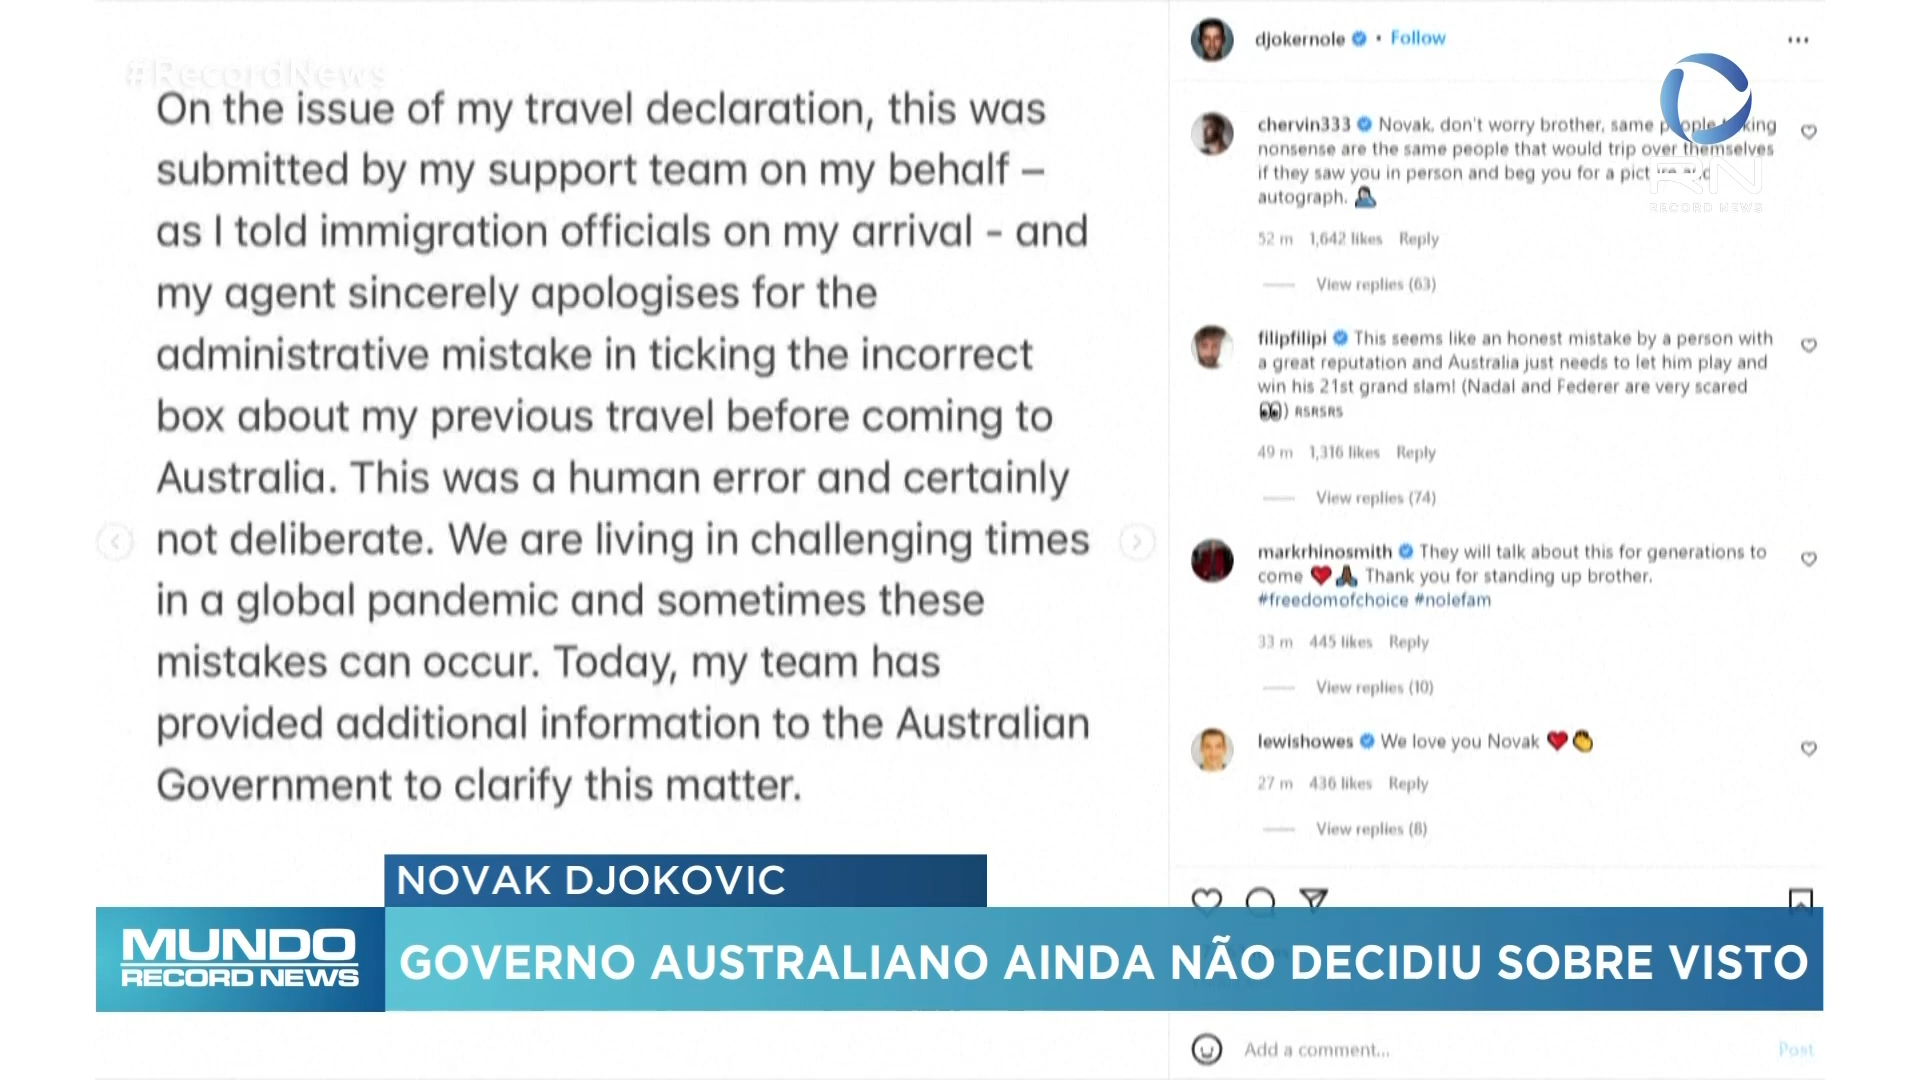 #RecordNews
On the issue of my travel declaration, this was
submitted by my support team on my behalf –
as I told immigration officials on my arrival - and
my agent sincerely apologises for the
administrative mistake in ticking the incorrect
box about my previous travel before coming to
Australia. This was a human error and certainly
not deliberate. We are living in challenging times
in a global pandemic and sometimes these
mistakes can occur. Today, my team has
provided additional information to the Australian
Government to clarify this matter.
djokernole • Follow
chervin333 Novak, don't worry brother, same people
nonsense are the same people that would trip over themselves
if they saw you in person and beg you for a
autograph.
52 m 1,642 likes Reply
View replies (63)
filipfilipi This seems like an honest mistake by a person with
a great reputation and Australia just needs to let him play and
win his 21st grand slam! (Nadal and Federer are very scared
👀) RSRSRS
49 m 1,316 likes Reply
View replies (74)
markrhinosmith They will talk about this for generations to
come ❤️🙏🏾 Thank you for standing up brother.
#freedomofchoice #nolefam
33 m 445 likes Reply
View replies (10)
lewishowes We love you Novak ❤️👏
27 m 436 likes Reply
View replies (8)
Add a comment...
Post
RN
RECORD NEWS
NOVAK DJOKOVIC
MUNDO
RECORD NEWS
GOVERNO AUSTRALIANO AINDA NÃO DECIDIU SOBRE VISTO